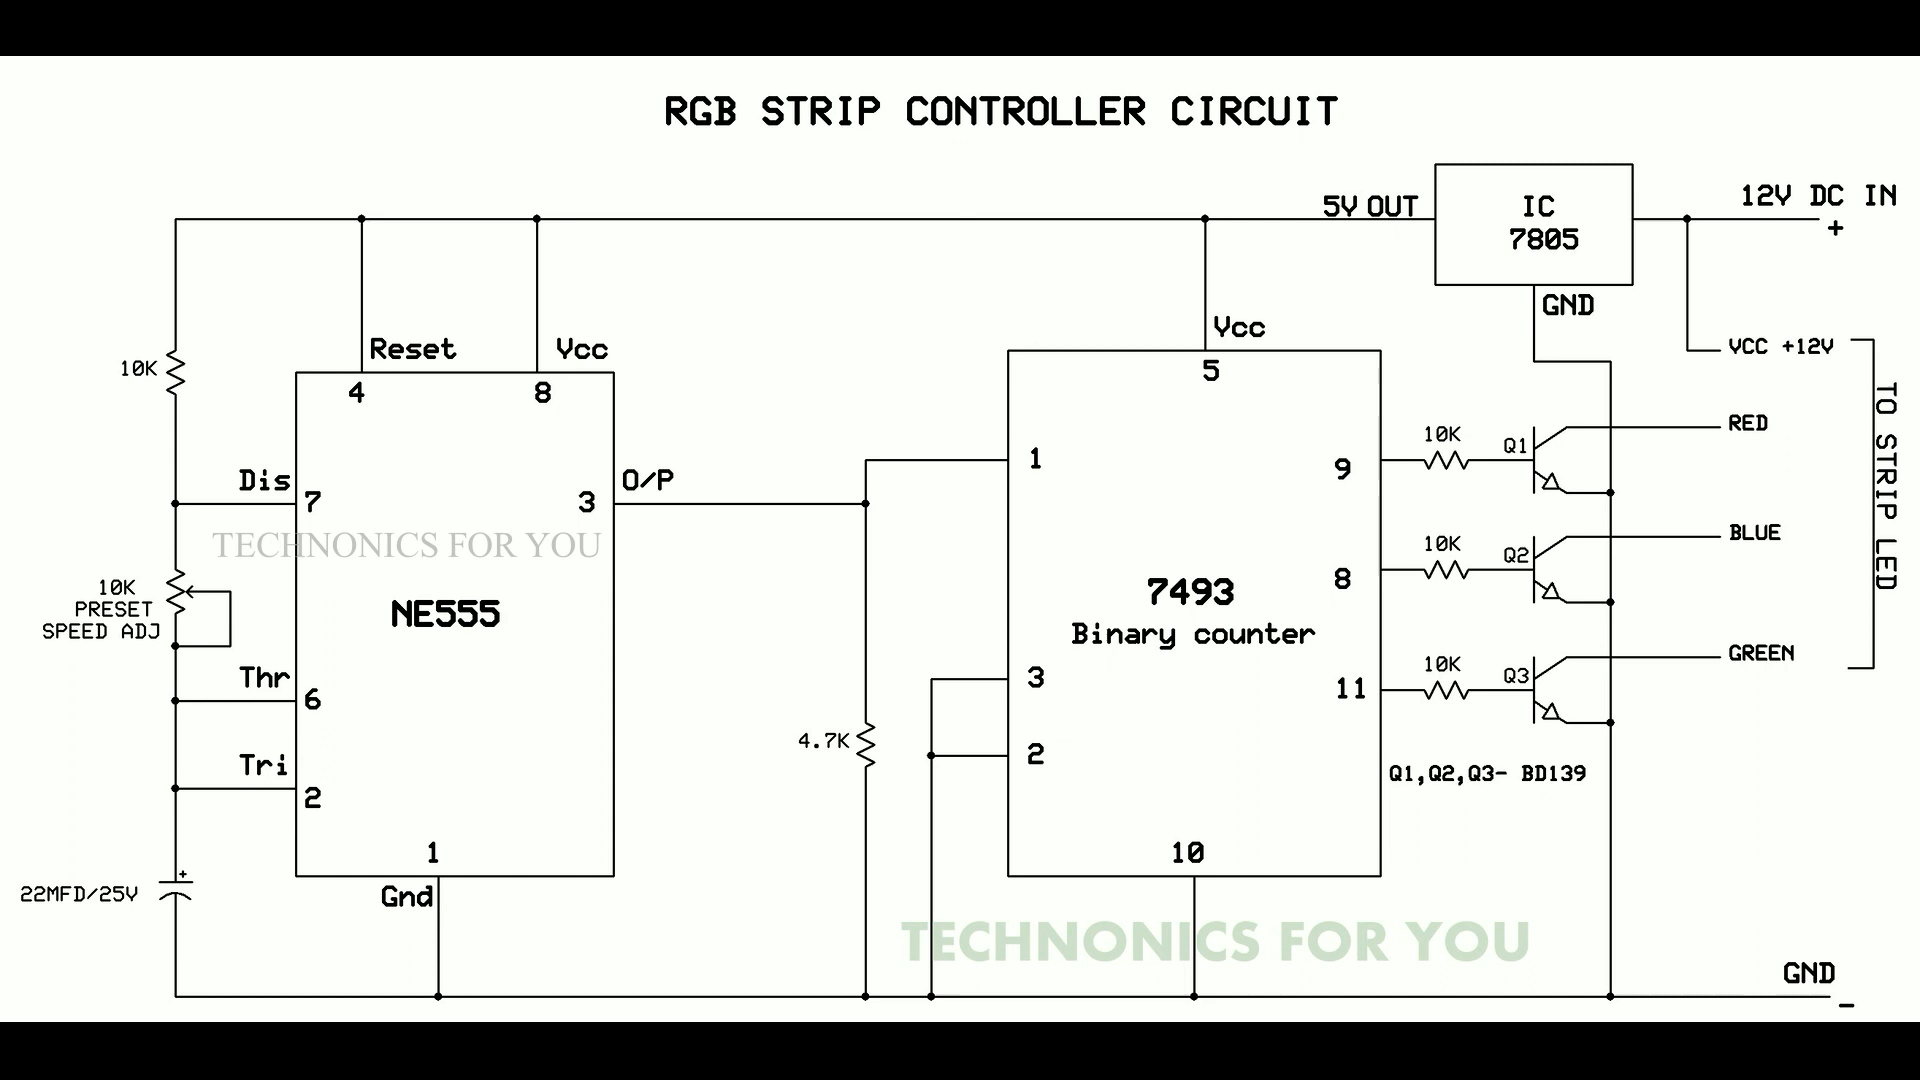 RGB STRIP CONTROLLER CIRCUIT
12V DC IN
+
5V OUT
IC
7805
GND
VCC +12V
Reset
Vcc
Vcc
10K
4
8
5
TO STRIP LED
RED
10K
Q1
1
9
Dis
O/P
7
3
TECHNONICS FOR YOU
BLUE
10K
Q2
8
7493
Binary counter
NE555
10K
PRESET
SPEED ADJ
GREEN
10K
Q3
Thr
3
11
6
4.7K
2
Q1,Q2,Q3- BD139
Tri
2
1
10
+
22MFD/25V
Gnd
TECHNONICS FOR YOU
GND
-